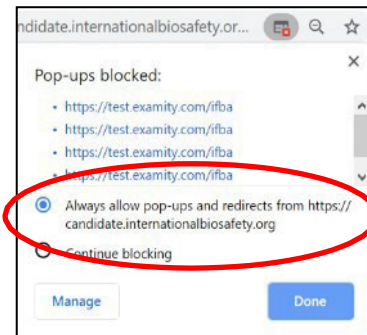 ndidate.internationalbiosafety.or...
Pop-ups blocked:
• https://test.examity.com/ifba
• https://test.examity.com/ifba
• https://test.examity.com/ifba
• https://test.examity.com/ifba
Always allow pop-ups and redirects from https://
candidate.internationalbiosafety.org
Continue blocking
Manage
Done